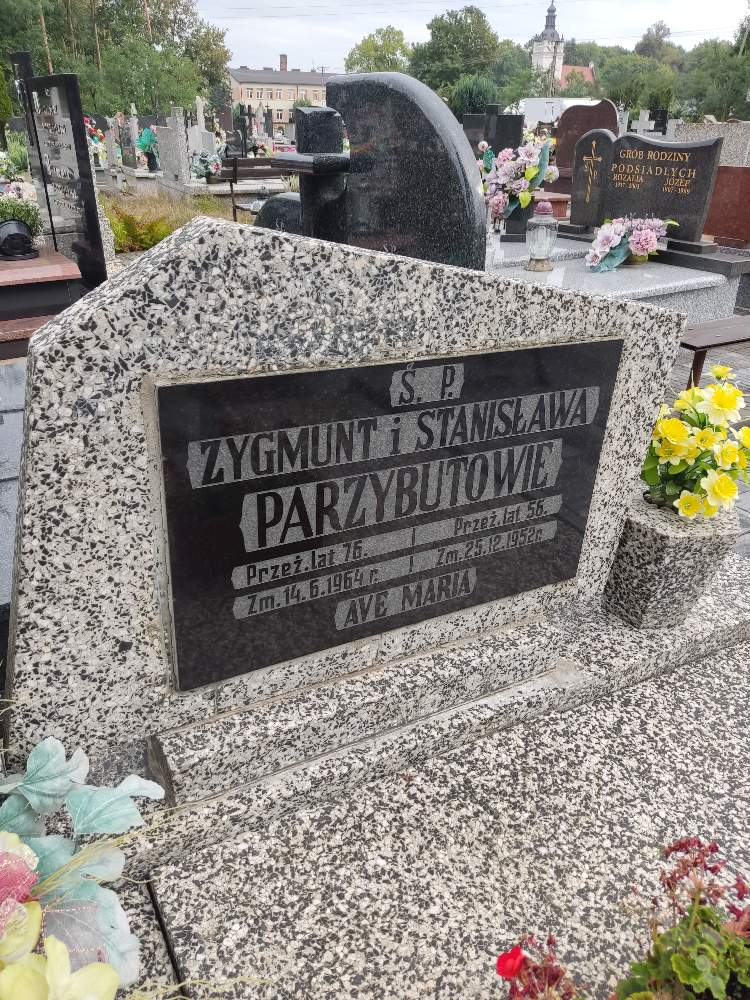 Ś. P.
ZYGMUNT i STANISŁAWA
PARZYBUTOWIE
Przeż. lat 76. Przeż. lat 56.
Zm. 14.6.1964 r. Zm. 25.12.1952r.
AVE MARIA
GRÓB RODZINY
PODSIADŁYCH
ROZALIA JÓZEF